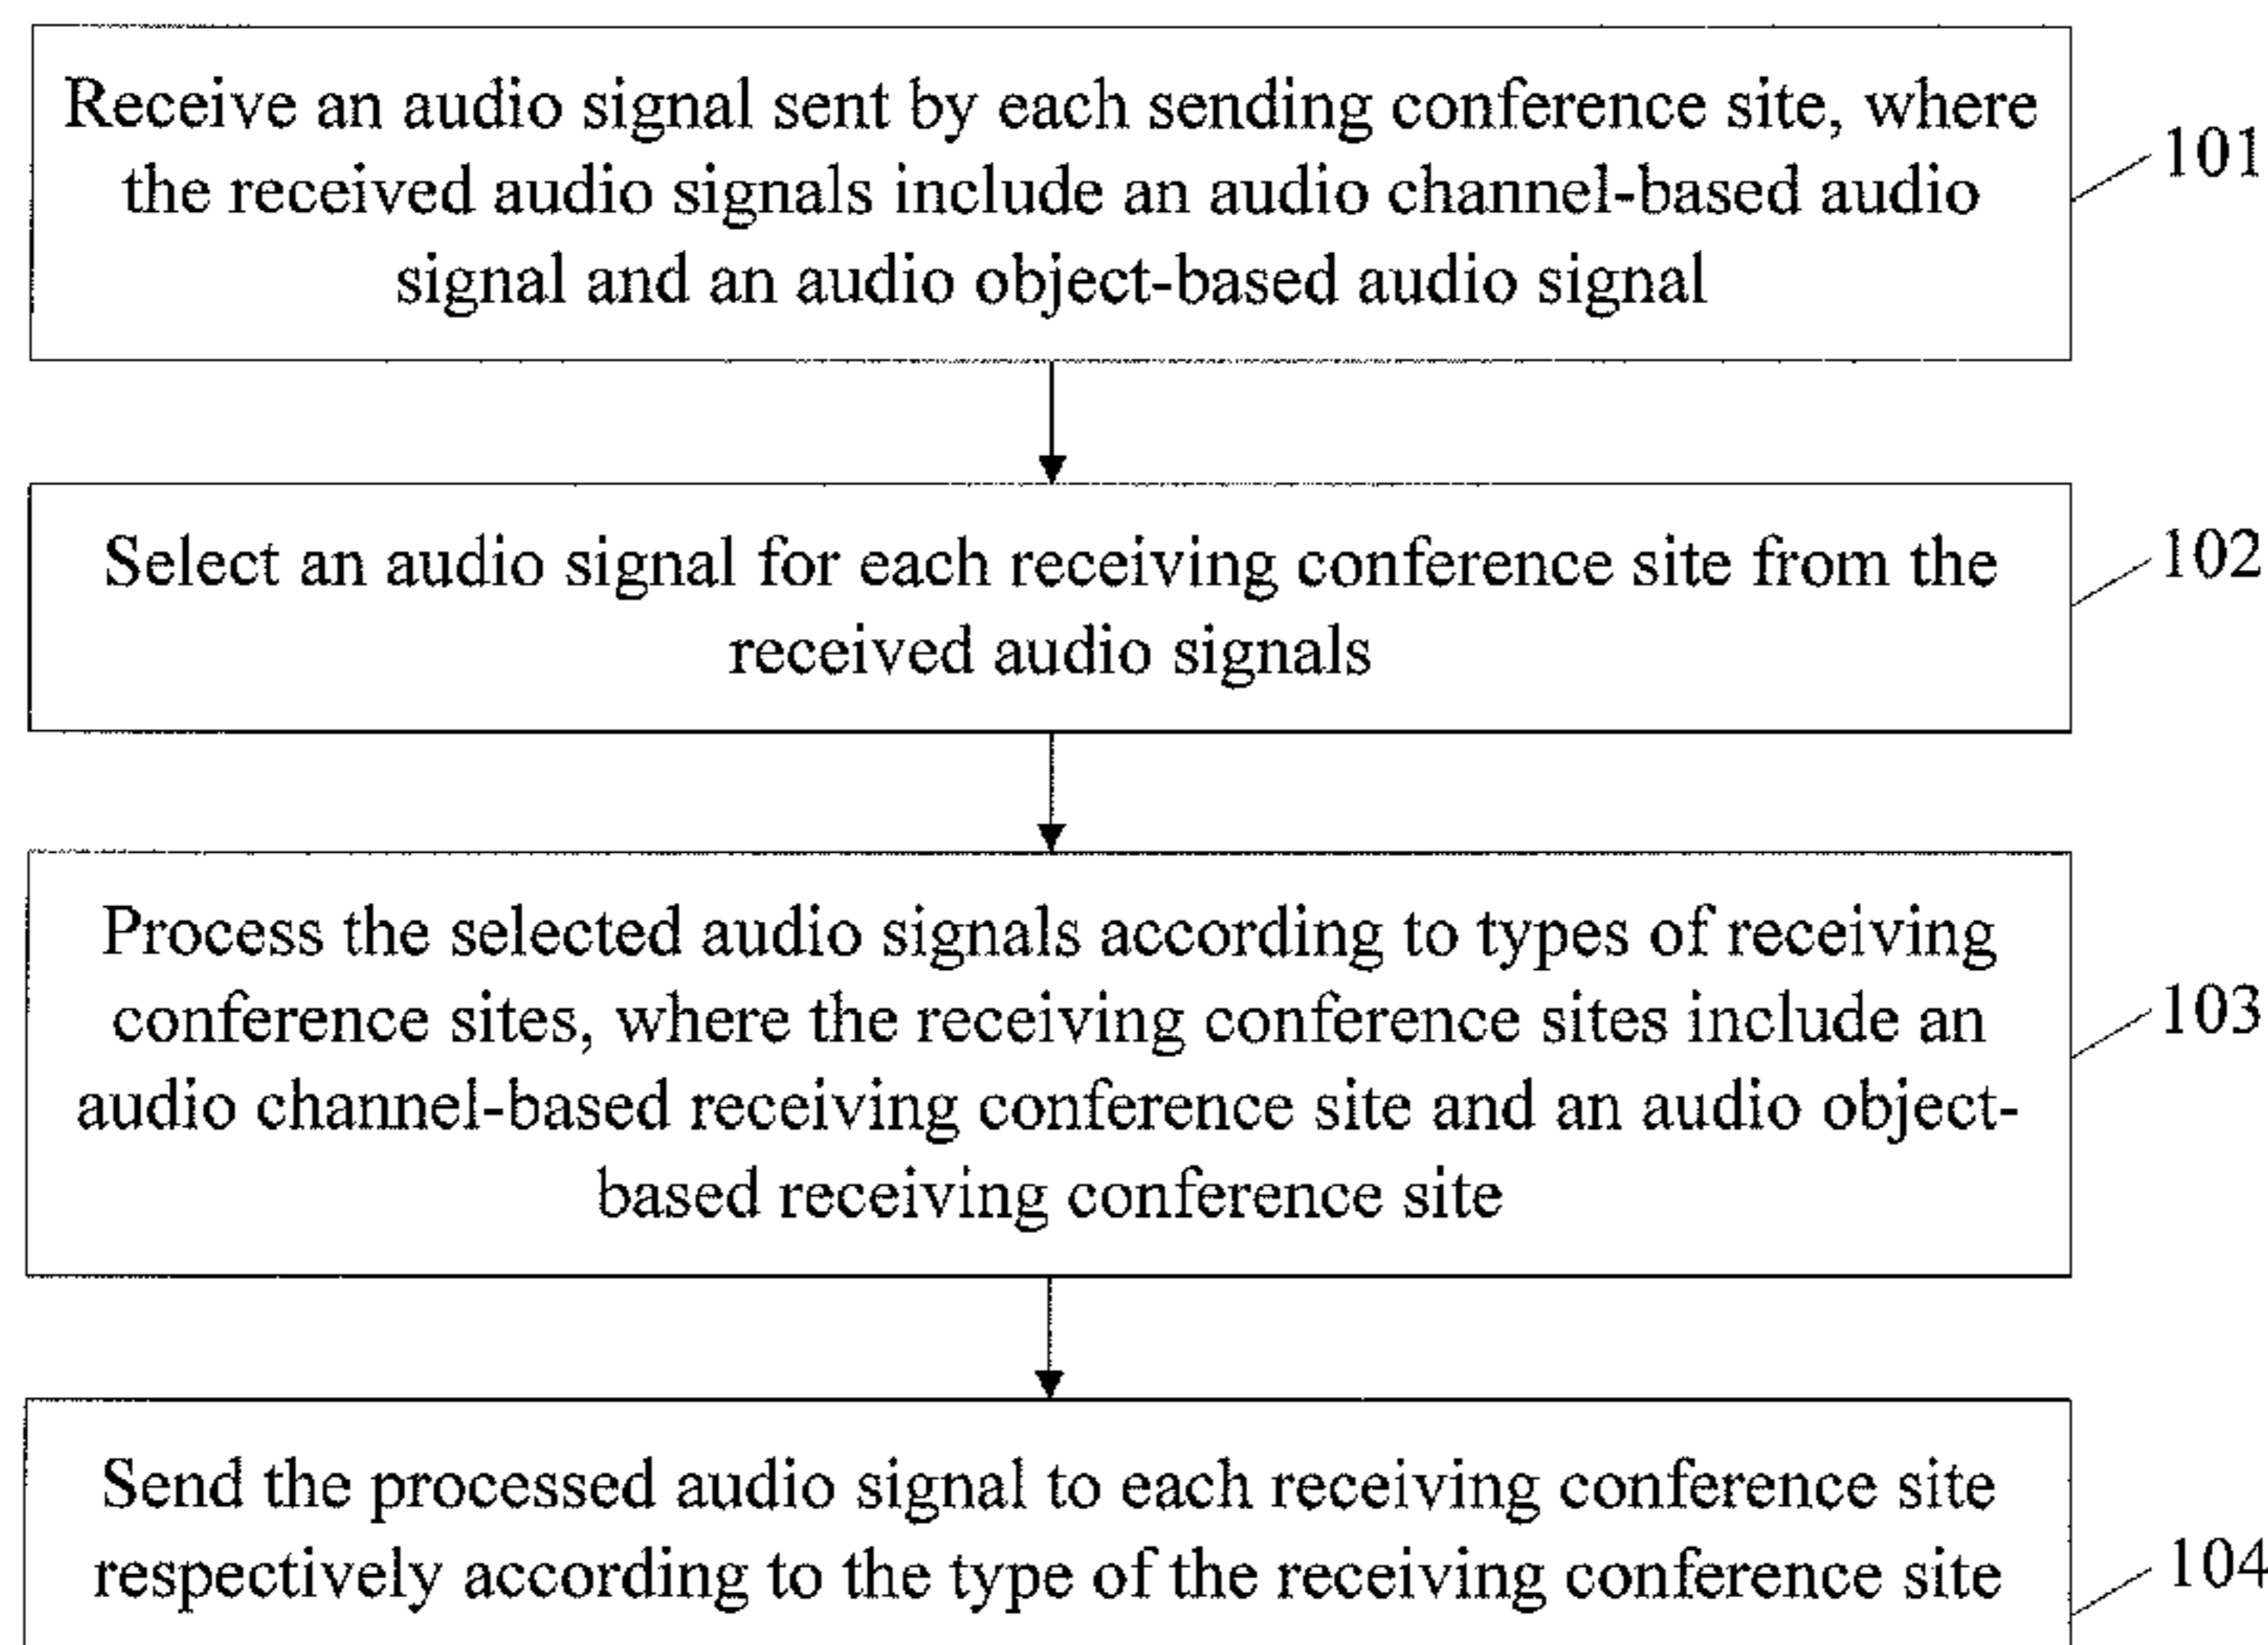 Receive an audio signal sent by each sending conference site, where
the received audio signals include an audio channel-based audio
signal and an audio object-based audio signal
101
Select an audio signal for each receiving conference site from the
received audio signals
102
Process the selected audio signals according to types of receiving
conference sites, where the receiving conference sites include an
audio channel-based receiving conference site and an audio object-
based receiving conference site
103
Send the processed audio signal to each receiving conference site
respectively according to the type of the receiving conference site
104